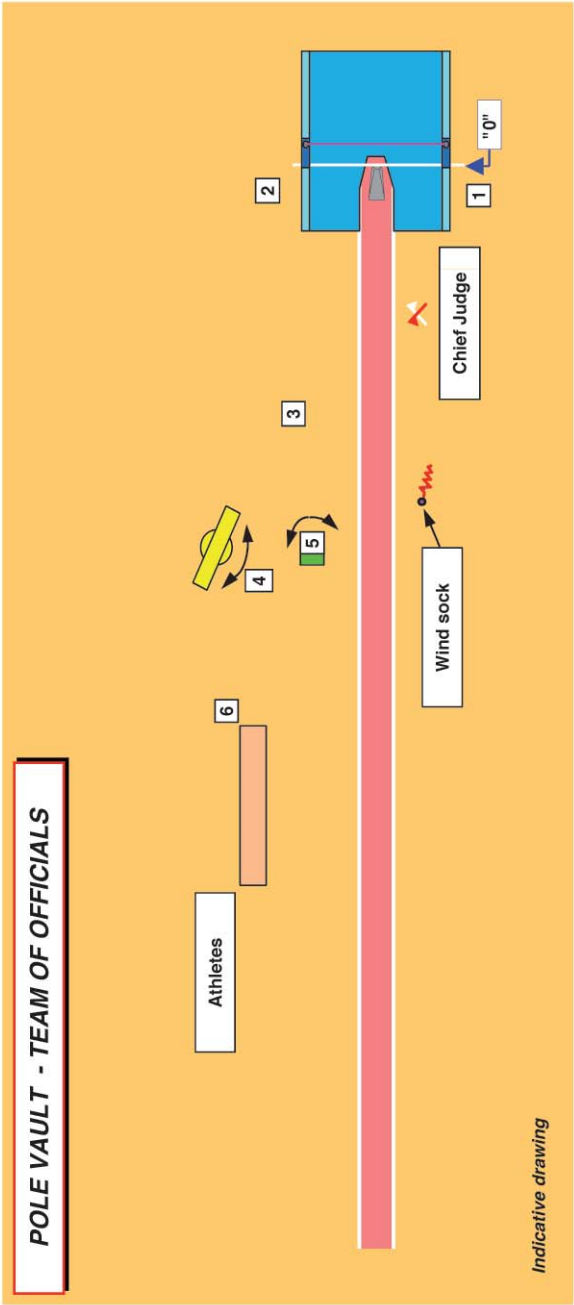 POLE VAULT - TEAM OF OFFICIALS
Athletes
6
4
5
3
2
1
"0"
Chief Judge
Wind sock
Indicative drawing